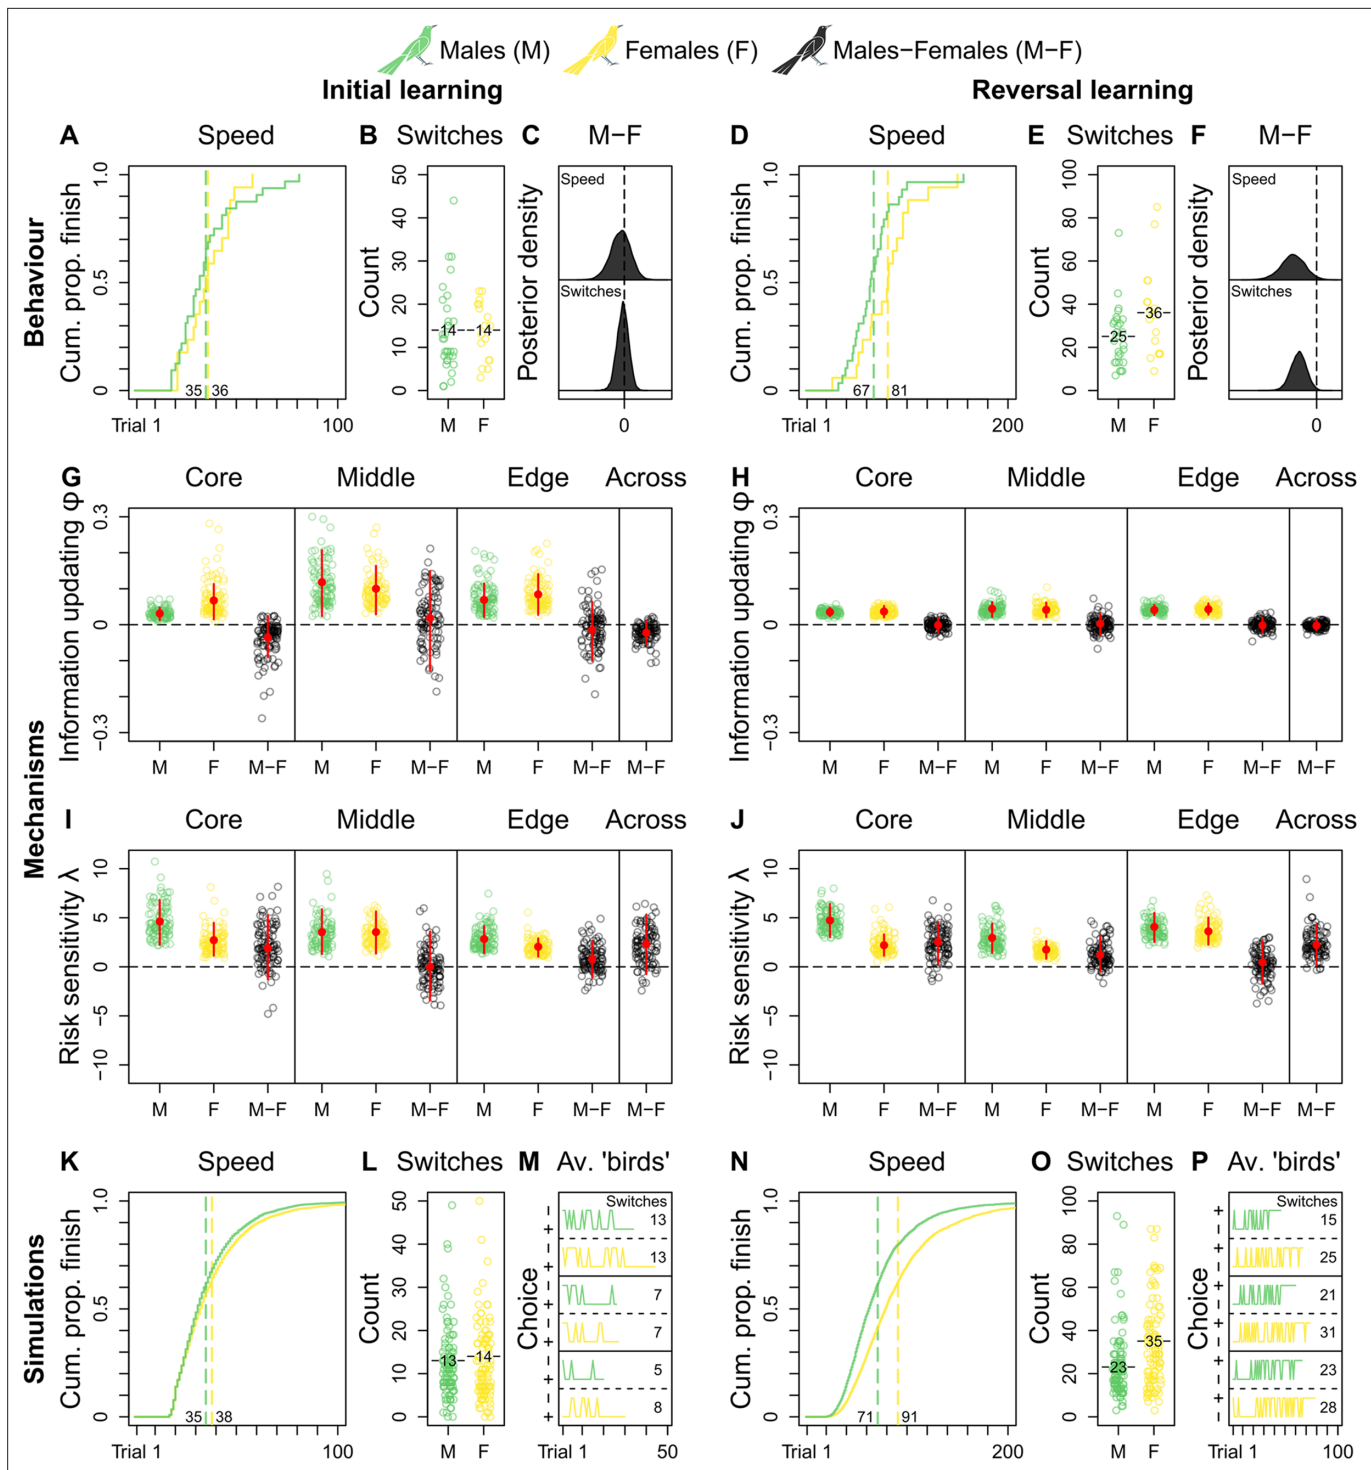 Males (M) Females (F) Males−Females (M−F)
Initial learning Reversal learning
A Speed B Switches C M−F D Speed E Switches F M−F
Behaviour
Cum. prop. finish
1.0
0.5
0
35 36
Trial 1 100
Count
50
40
30
20
10
0
14 14
M F
Posterior density
Speed
Switches
0
Cum. prop. finish
1.0
0.5
0
67 81
Trial 1 200
Count
100
80
60
40
20
0
25 36
M F
Posterior density
Speed
Switches
0
Mechanisms
G Core Middle Edge Across
Information updating φ
0.3
0
−0.3
M F M−F M F M−F M F M−F M−F
H Core Middle Edge Across
Information updating φ
0.3
0
−0.3
M F M−F M F M−F M F M−F M−F
I Core Middle Edge Across
Risk sensitivity λ
10
5
0
−5
−10
M F M−F M F M−F M F M−F M−F
J Core Middle Edge Across
Risk sensitivity λ
10
5
0
−5
−10
M F M−F M F M−F M F M−F M−F
Simulations
K Speed L Switches M Av. 'birds' N Speed O Switches P Av. 'birds'
Cum. prop. finish
1.0
0.5
0
35 38
Trial 1 100
Count
50
40
30
20
10
0
13 14
M F
Choice
Switches
− + 13
− + 13
− + 7
− + 7
− + 5
− + 8
Trial 1 50
Cum. prop. finish
1.0
0.5
0
71 91
Trial 1 200
Count
100
80
60
40
20
0
23 35
M F
Choice
Switches
+ − 15
+ − 25
+ − 21
+ − 31
+ − 23
+ − 28
Trial 1 100